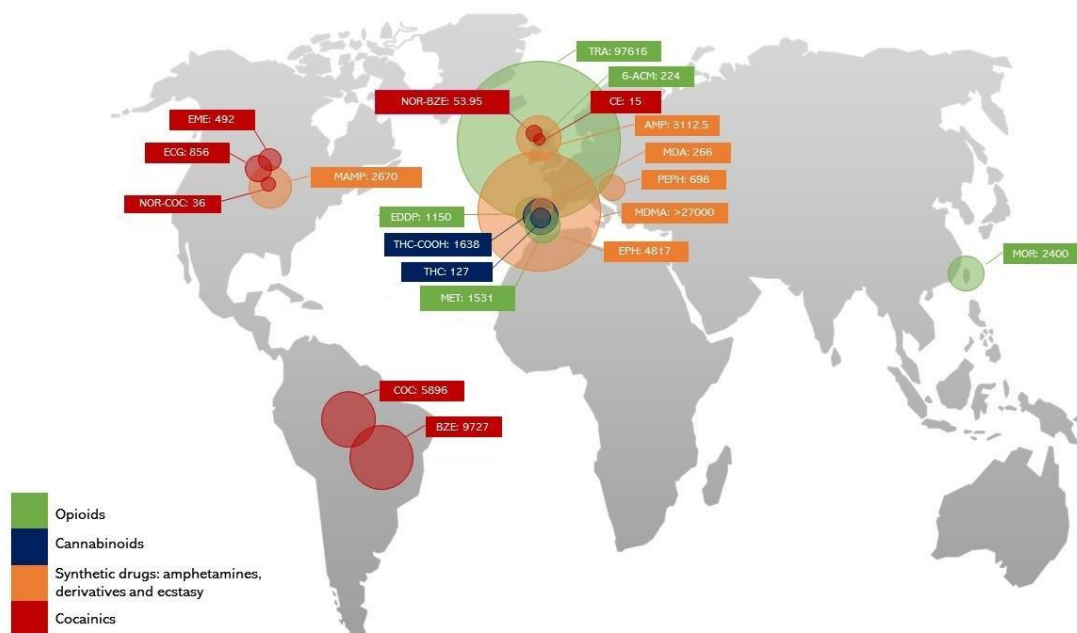 TRA: 97616
6-ACM: 224
NOR-BZE: 53.95
CE: 15
EME: 492
AMP: 3112.5
ECG: 856
MDA: 266
MAMP: 2670
PEPH: 698
NOR-COC: 36
EDDP: 1150
MDMA: >27000
THC-COOH: 1638
EPH: 4817
MOR: 2400
THC: 127
MET: 1531
COC: 5896
BZE: 9727
Opioids
Cannabinoids
Synthetic drugs: amphetamines,
derivatives and ecstasy
Cocainics